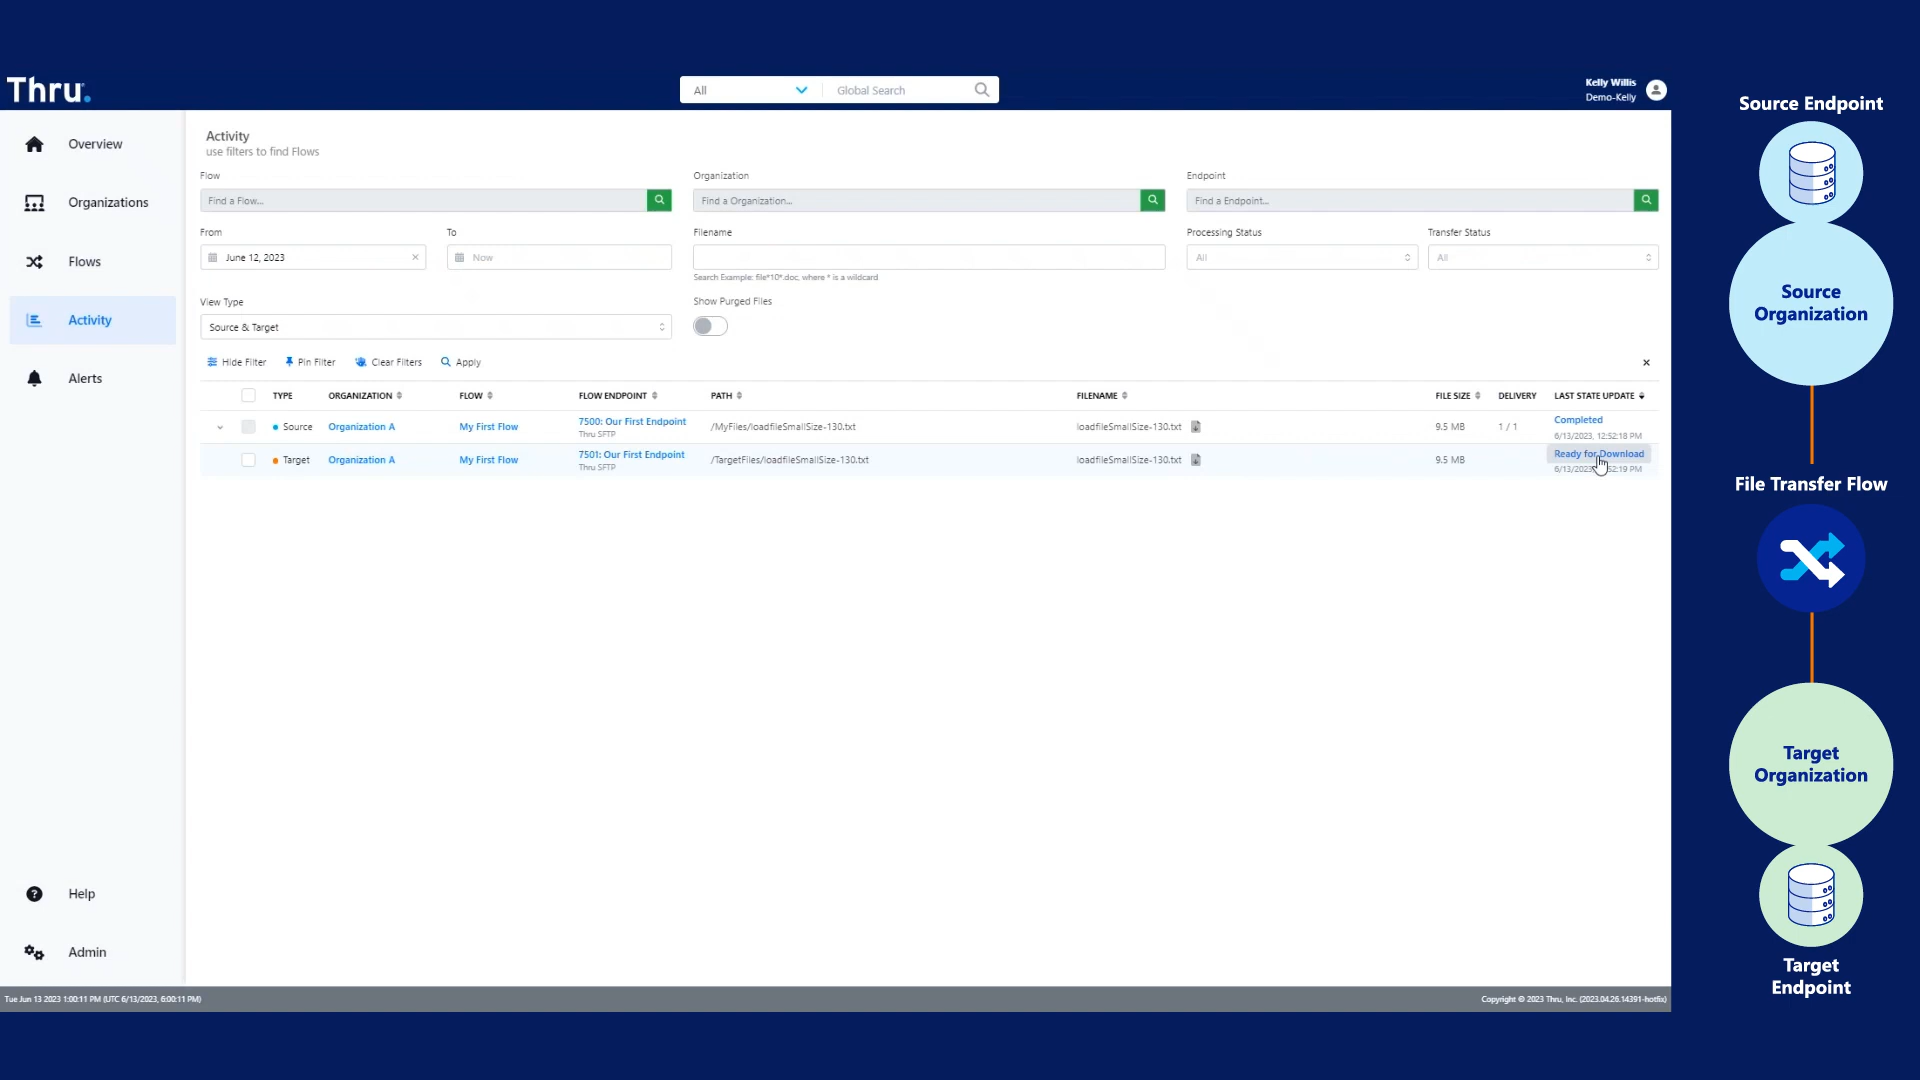 Thru.
All
Global Search
Kelly Willis
Demo-Kelly
Overview
Organizations
Flows
Activity
Alerts
Help
Admin
Activity
use filters to find Flows
Flow
Find a Flow...
Organization
Find a Organization...
Endpoint
Find a Endpoint...
From
June 12, 2023
To
Now
Filename
Search Example: file*10*.doc, where * is a wildcard
Processing Status
All
Transfer Status
All
View Type
Source & Target
Show Purged Files
Hide Filter Pin Filter Clear Filters Apply
TYPE ORGANIZATION FLOW FLOW ENDPOINT PATH FILENAME FILE SIZE DELIVERY LAST STATE UPDATE
Source Organization A My First Flow 7500: Our First Endpoint /MyFiles/loadfileSmallSize-130.txt loadfileSmallSize-130.txt 9.5 MB 1 / 1 Completed
Thru SFTP 6/13/2023, 12:52:18 PM
Target Organization A My First Flow 7501: Our First Endpoint /TargetFiles/loadfileSmallSize-130.txt loadfileSmallSize-130.txt 9.5 MB Ready for Download
Thru SFTP 6/13/2023 52:19 PM
Tue Jun 13 2023 1:00:11 PM (UTC 6/13/2023, 6:00:11 PM)
Copyright © 2023 Thru, Inc. (2023.04.26.14391-hotfix)
Source Endpoint
Source
Organization
File Transfer Flow
Target
Organization
Target
Endpoint